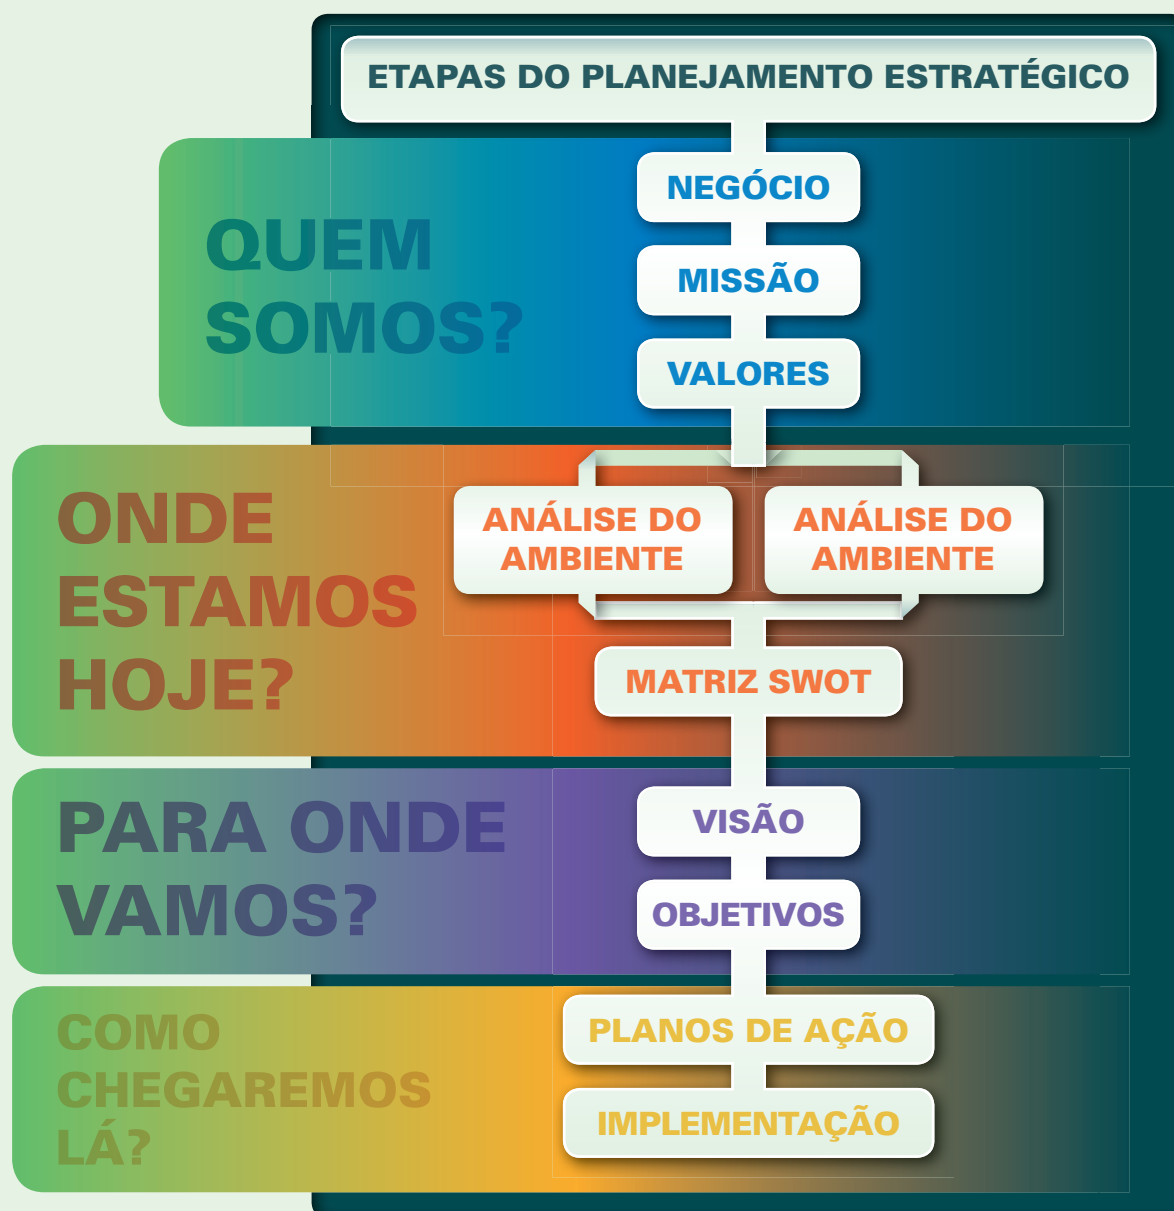 ETAPAS DO PLANEJAMENTO ESTRATÉGICO
QUEM
SOMOS?
NEGÓCIO
MISSÃO
VALORES
ONDE
ESTAMOS
HOJE?
ANÁLISE DO
AMBIENTE
ANÁLISE DO
AMBIENTE
MATRIZ SWOT
PARA ONDE
VAMOS?
VISÃO
OBJETIVOS
COMO
CHEGAREMOS
LÁ?
PLANOS DE AÇÃO
IMPLEMENTAÇÃO